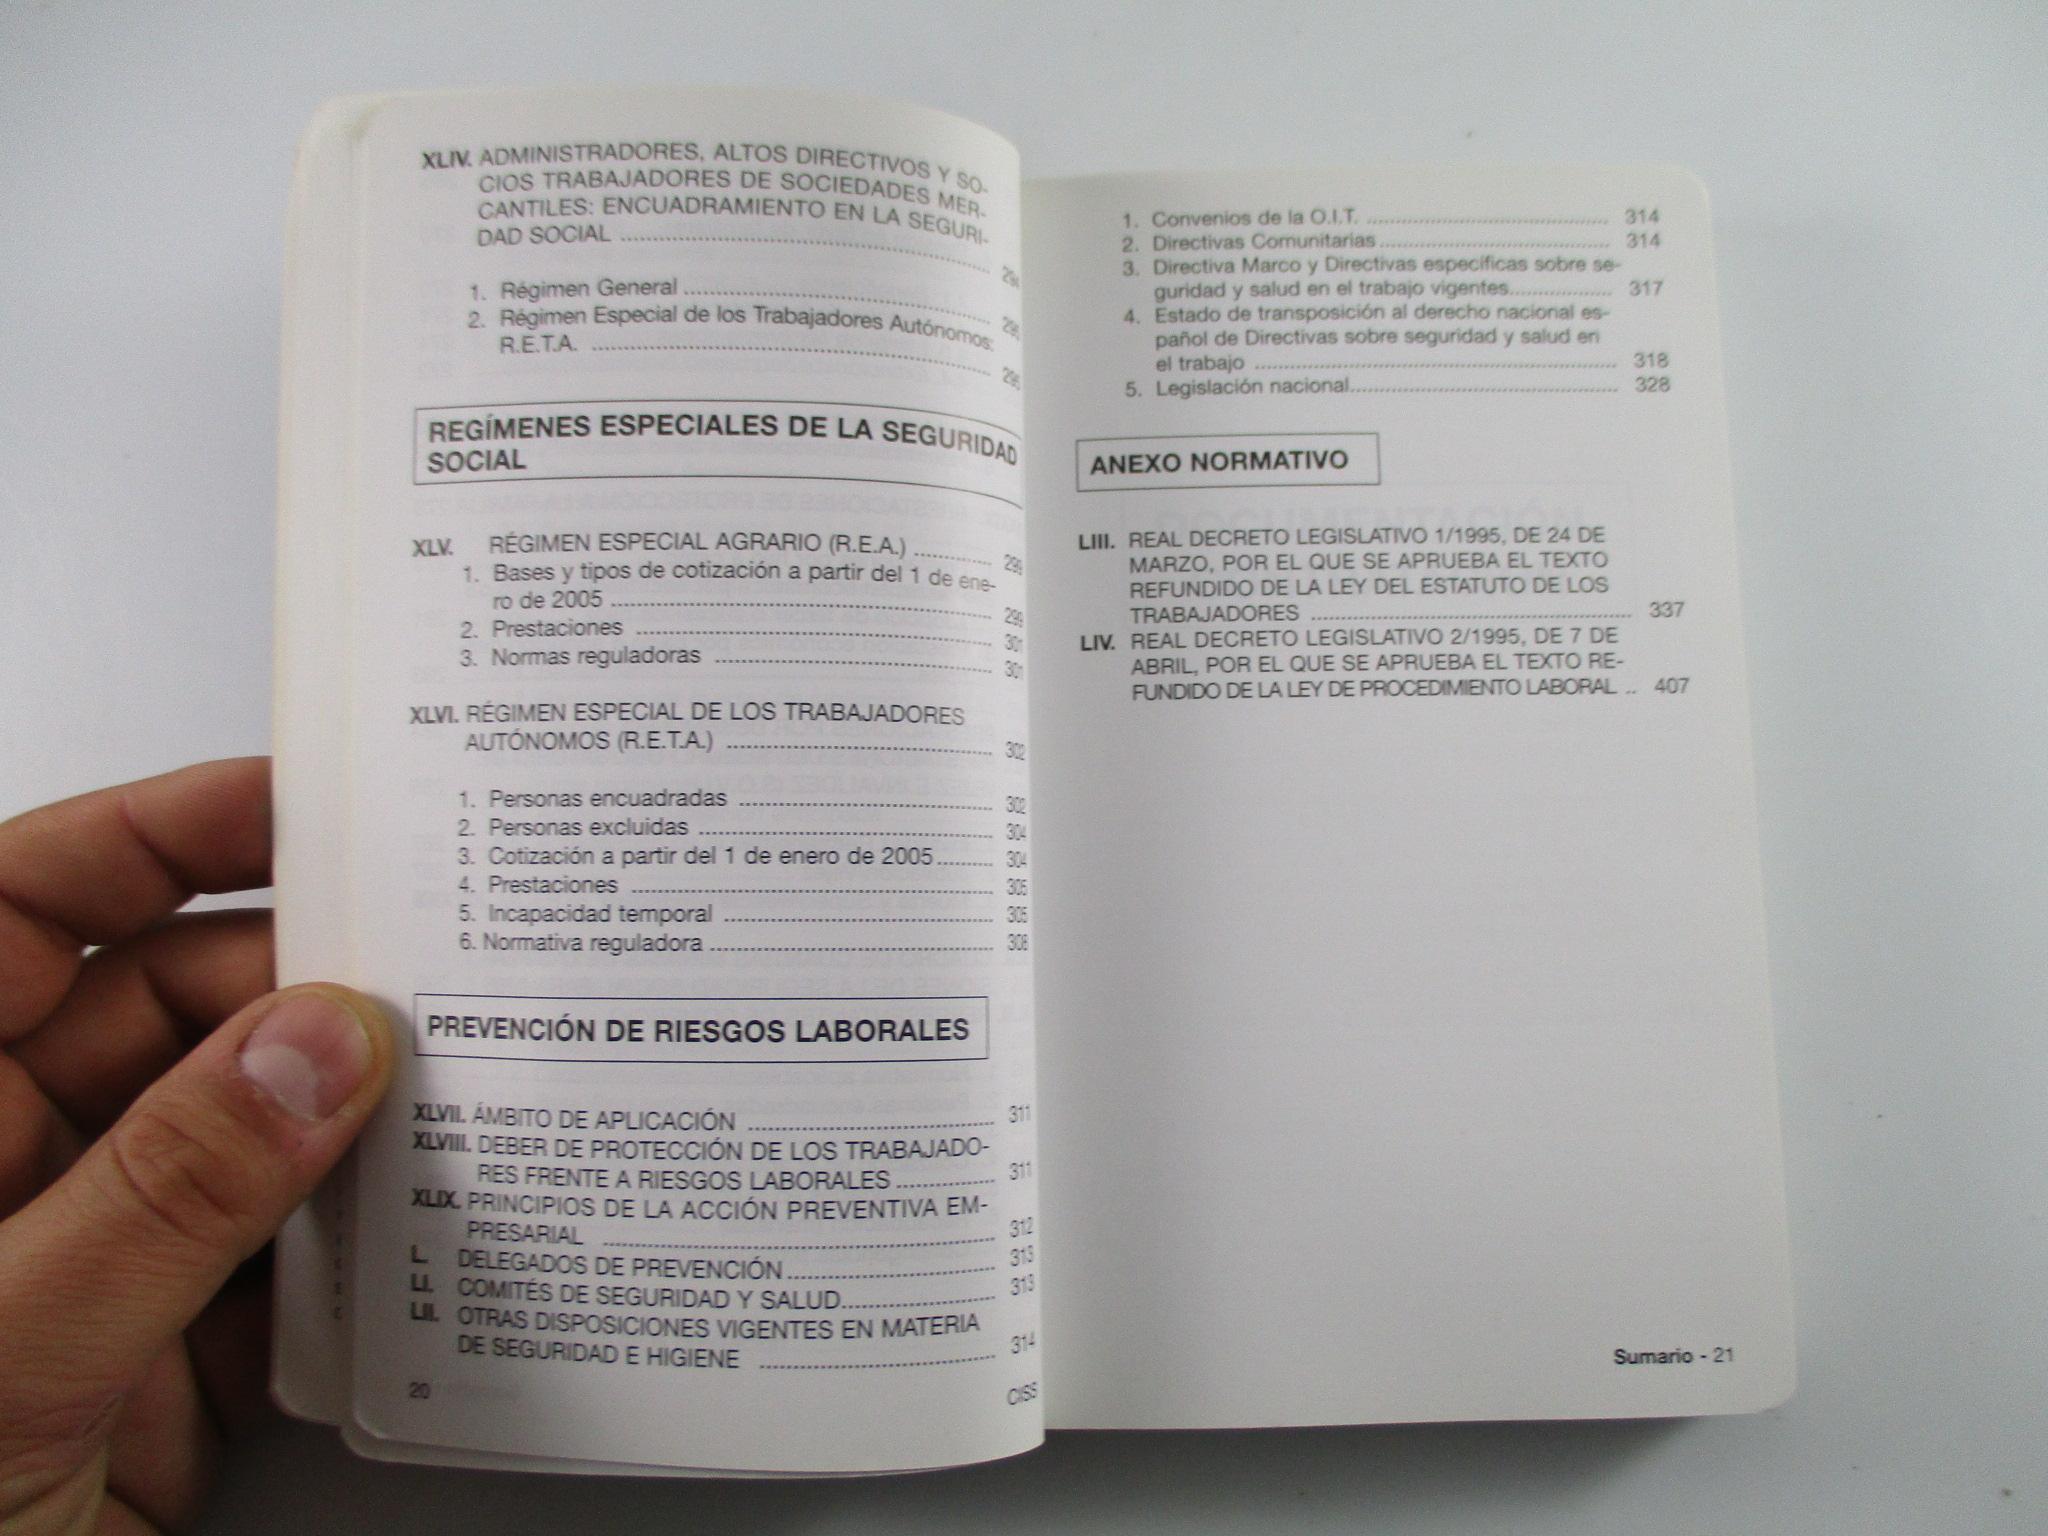 XLIV. ADMINISTRADORES, ALTOS DIRECTIVOS Y SO-
CIOS TRABAJADORES DE SOCIEDADES MER-
CANTILES: ENCUADRAMIENTO EN LA SEGURI-
DAD SOCIAL ........................................ 294
1. Régimen General ........................................ 295
2. Régimen Especial de los Trabajadores Autónomos:
R.E.T.A. ........................................ 295
REGÍMENES ESPECIALES DE LA SEGURIDAD
SOCIAL
XLV. RÉGIMEN ESPECIAL AGRARIO (R.E.A.) ............ 299
1. Bases y tipos de cotización a partir del 1 de ene-
ro de 2005 ........................................ 299
2. Prestaciones ........................................ 301
3. Normas reguladoras ........................................ 301
XLVI. RÉGIMEN ESPECIAL DE LOS TRABAJADORES
AUTÓNOMOS (R.E.T.A.) ........................................ 302
1. Personas encuadradas ........................................ 302
2. Personas excluidas ........................................ 304
3. Cotización a partir del 1 de enero de 2005......... 304
4. Prestaciones ........................................ 305
5. Incapacidad temporal ........................................ 305
6. Normativa reguladora ........................................ 308
PREVENCIÓN DE RIESGOS LABORALES
XLVII. ÁMBITO DE APLICACIÓN ........................................ 311
XLVIII. DEBER DE PROTECCIÓN DE LOS TRABAJADO-
RES FRENTE A RIESGOS LABORALES ............... 311
XLIX. PRINCIPIOS DE LA ACCIÓN PREVENTIVA EM-
PRESARIAL ........................................ 312
L. DELEGADOS DE PREVENCIÓN............................... 313
LI. COMITÉS DE SEGURIDAD Y SALUD...................... 313
LII. OTRAS DISPOSICIONES VIGENTES EN MATERIA
DE SEGURIDAD E HIGIENE ................................... 314
20
CISS
1. Convenios de la O.I.T. ........................................ 314
2. Directivas Comunitarias ........................................ 314
3. Directiva Marco y Directivas específicas sobre se-
guridad y salud en el trabajo vigentes.................. 317
4. Estado de transposición al derecho nacional es-
pañol de Directivas sobre seguridad y salud en
el trabajo ........................................ 318
5. Legislación nacional........................................ 328
ANEXO NORMATIVO
LIII. REAL DECRETO LEGISLATIVO 1/1995, DE 24 DE
MARZO, POR EL QUE SE APRUEBA EL TEXTO
REFUNDIDO DE LA LEY DEL ESTATUTO DE LOS
TRABAJADORES ........................................ 337
LIV. REAL DECRETO LEGISLATIVO 2/1995, DE 7 DE
ABRIL, POR EL QUE SE APRUEBA EL TEXTO RE-
FUNDIDO DE LA LEY DE PROCEDIMIENTO LABORAL .. 407
Sumario - 21